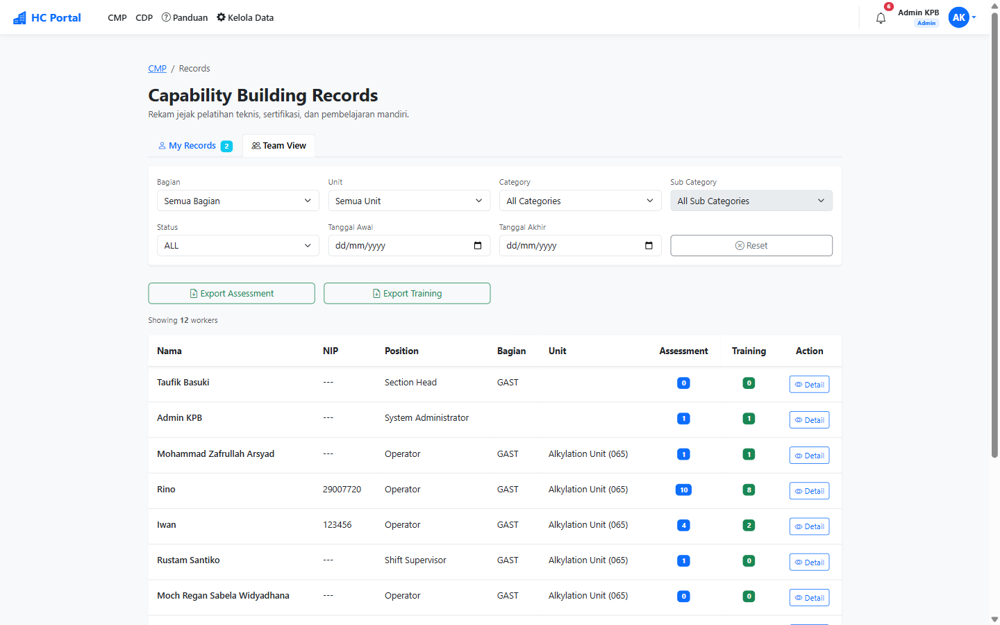 HC Portal
CMP CDP Panduan Kelola Data
6
Admin KPB
Admin
AK
CMP / Records
Capability Building Records
Rekam jejak pelatihan teknis, sertifikasi, dan pembelajaran mandiri.
My Records 2 Team View
Bagian Unit Category Sub Category
Semua Bagian Semua Unit All Categories All Sub Categories
Status Tanggal Awal Tanggal Akhir
ALL dd/mm/yyyy dd/mm/yyyy Reset
Export Assessment Export Training
Showing 12 workers
Nama NIP Position Bagian Unit Assessment Training Action
Taufik Basuki --- Section Head GAST 0 0 Detail
Admin KPB --- System Administrator 1 1 Detail
Mohammad Zafrullah Arsyad --- Operator GAST Alkylation Unit (065) 1 1 Detail
Rino 29007720 Operator GAST Alkylation Unit (065) 10 8 Detail
Iwan 123456 Operator GAST Alkylation Unit (065) 4 2 Detail
Rustam Santiko --- Shift Supervisor GAST Alkylation Unit (065) 1 0 Detail
Moch Regan Sabela Widyadhana --- Operator GAST Alkylation Unit (065) 0 0 Detail